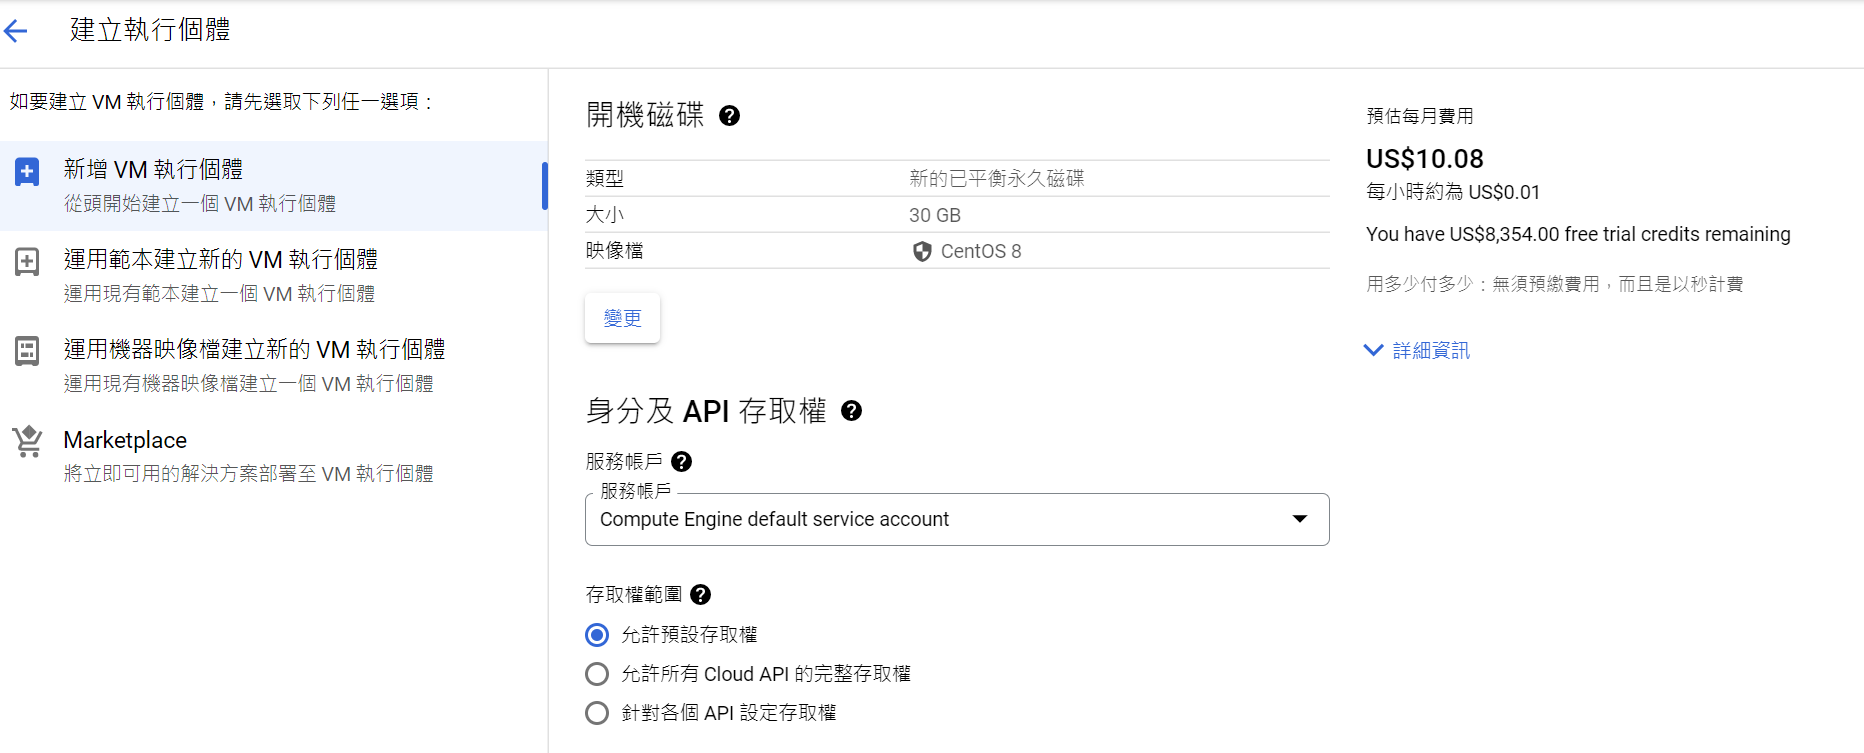 建立執行個體
如要建立 VM 執行個體，請先選取下列任一選項：
新增 VM 執行個體
從頭開始建立一個 VM 執行個體
運用範本建立新的 VM 執行個體
運用現有範本建立一個 VM 執行個體
運用機器映像檔建立新的 VM 執行個體
運用現有機器映像檔建立一個 VM 執行個體
Marketplace
將立即可用的解決方案部署至 VM 執行個體
開機磁碟
類型 新的已平衡永久磁碟
大小 30 GB
映像檔 CentOS 8
變更
身分及 API 存取權
服務帳戶
服務帳戶
Compute Engine default service account
存取權範圍
允許預設存取權
允許所有 Cloud API 的完整存取權
針對各個 API 設定存取權
預估每月費用
US$10.08
每小時約為 US$0.01
You have US$8,354.00 free trial credits remaining
用多少付多少：無須預繳費用，而且是以秒計費
詳細資訊